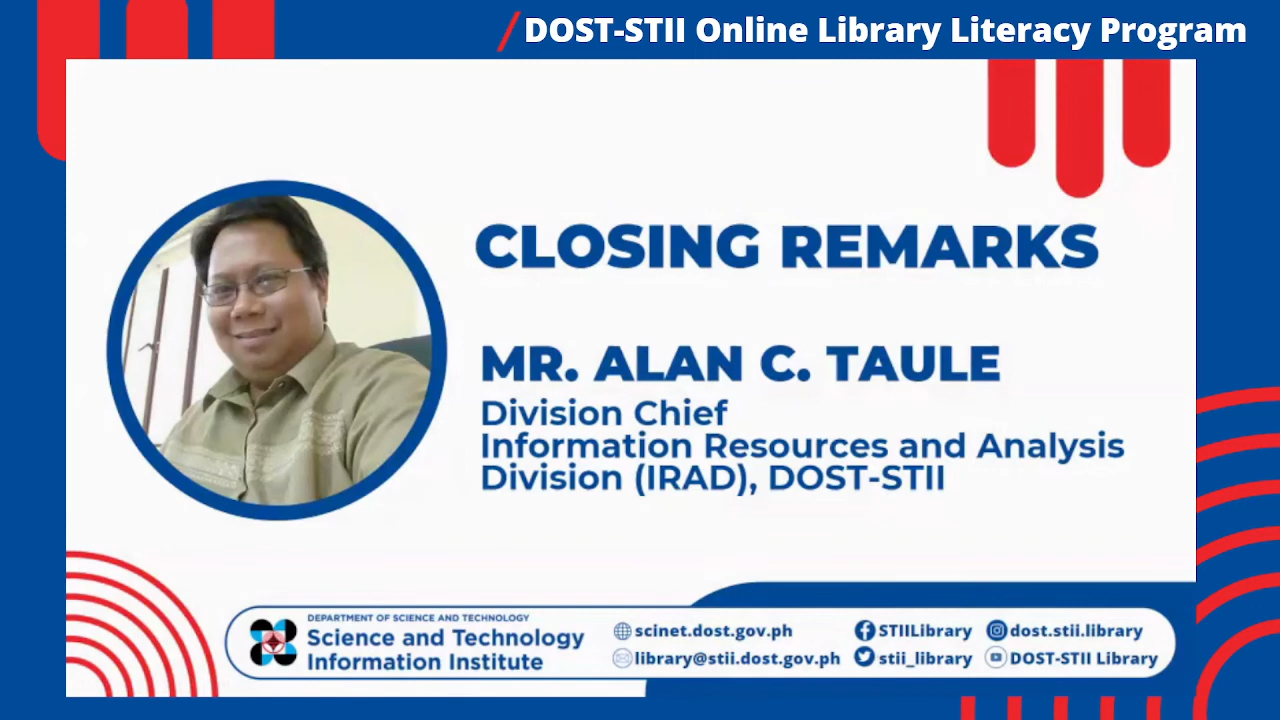 /DOST-STII Online Library Literacy Program
CLOSING REMARKS
MR. ALAN C. TAULE
Division Chief
Information Resources and Analysis
Division (IRAD), DOST-STII
DEPARTMENT OF SCIENCE AND TECHNOLOGY
Science and Technology
Information Institute
scinet.dost.gov.ph
library@stii.dost.gov.ph
STIILibrary
stii_library
dost.stii.library
DOST-STII Library